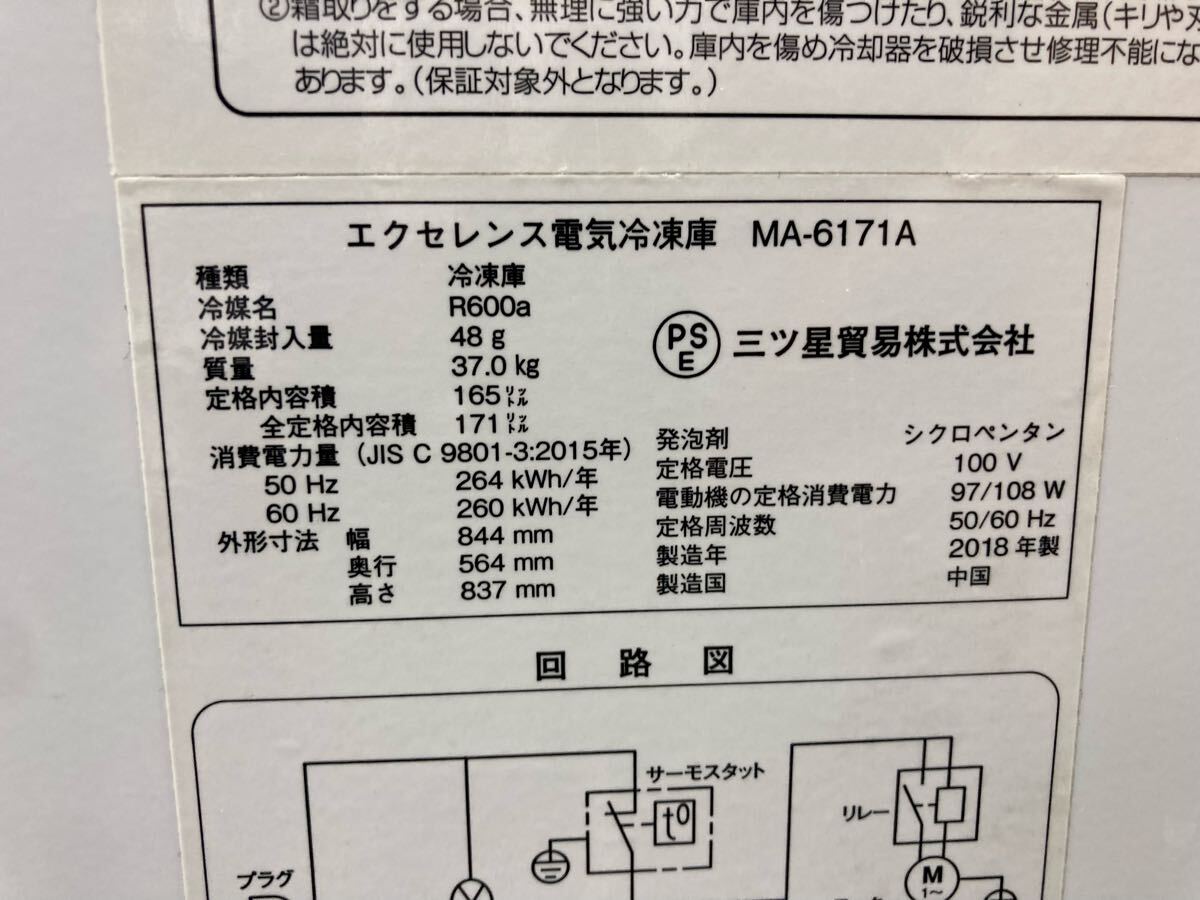 ②霜取りをする場合、無理に強い力で庫内を傷つけたり、鋭利な金属(キリや
は絶対に使用しないでください。庫内を傷め冷却器を破損させ修理不能にな
あります。(保証対象外となります。)
エクセレンス電気冷凍庫 MA-6171A
種類 冷凍庫
冷媒名 R600a
冷媒封入量 48 g
質量 37.0 kg
定格内容積 165リットル
全定格内容積 171リットル
消費電力量 (JIS C 9801-3:2015年)
50 Hz 264 kWh/年
60 Hz 260 kWh/年
外形寸法 幅 844 mm
奥行 564 mm
高さ 837 mm
PSE 三ツ星貿易株式会社
発泡剤 シクロペンタン
定格電圧 100 V
電動機の定格消費電力 97/108 W
定格周波数 50/60 Hz
製造年 2018 年製
製造国 中国
回路図
サーモスタット
t0
リレー
プラグ
M
1~